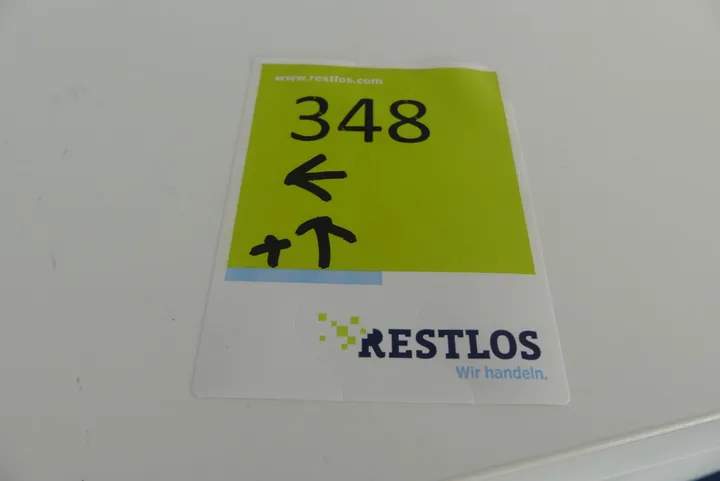 www.restlos.com
348
←
+ ↑
RESTLOS
Wir handeln.